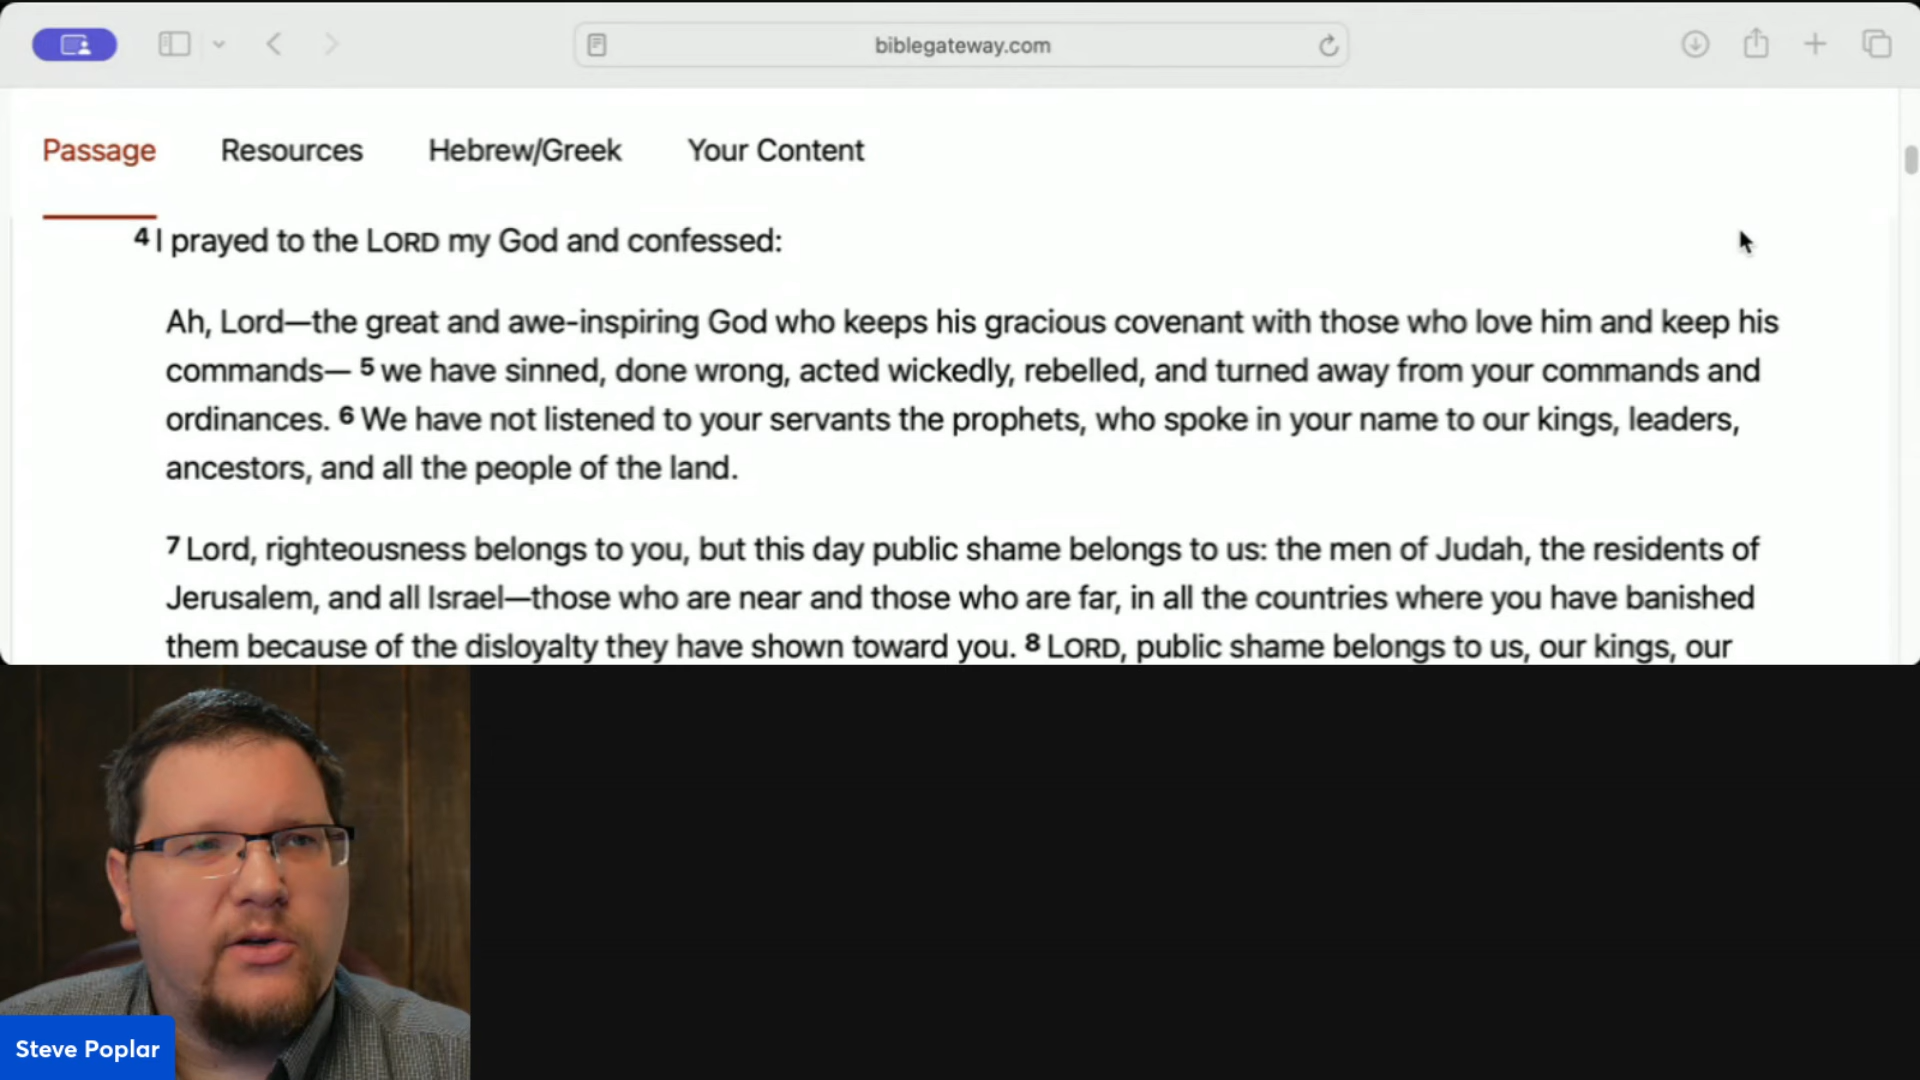 biblegateway.com
Passage Resources Hebrew/Greek Your Content
4 I prayed to the LORD my God and confessed:
Ah, Lord—the great and awe-inspiring God who keeps his gracious covenant with those who love him and keep his
commands— 5 we have sinned, done wrong, acted wickedly, rebelled, and turned away from your commands and
ordinances. 6 We have not listened to your servants the prophets, who spoke in your name to our kings, leaders,
ancestors, and all the people of the land.
7 Lord, righteousness belongs to you, but this day public shame belongs to us: the men of Judah, the residents of
Jerusalem, and all Israel—those who are near and those who are far, in all the countries where you have banished
them because of the disloyalty they have shown toward you. 8 LORD, public shame belongs to us, our kings, our
Steve Poplar